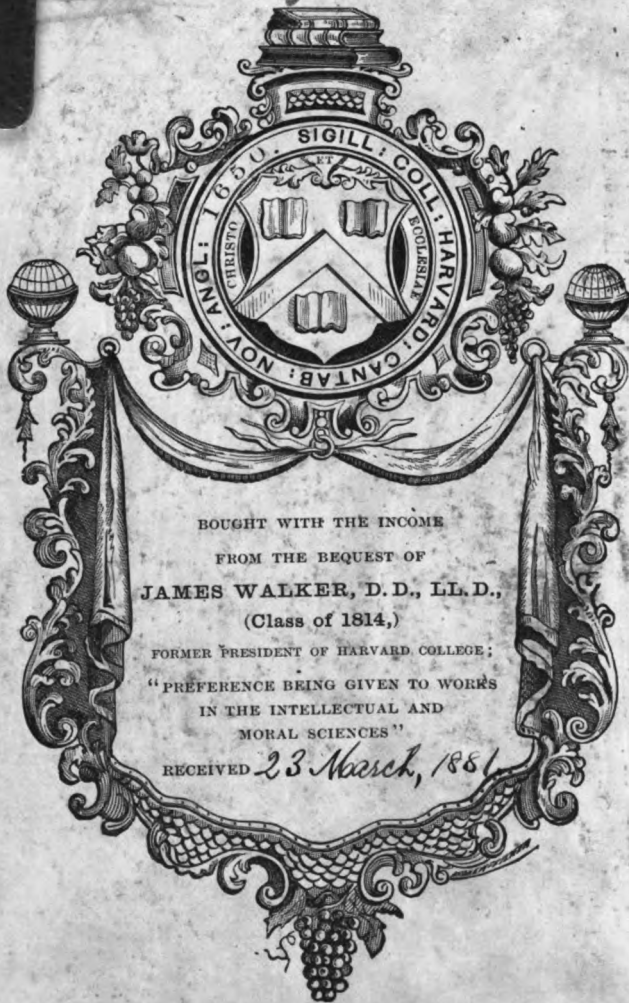 SIGILL: COLL: HARVARD: CANTAB: NOV: ANGL: 1650.
ET
CHRISTO
ECCLESIAE
BOUGHT WITH THE INCOME
FROM THE BEQUEST OF
JAMES WALKER, D.D., LL.D.,
(Class of 1814,)
FORMER PRESIDENT OF HARVARD COLLEGE;
"PREFERENCE BEING GIVEN TO WORKS
IN THE INTELLECTUAL AND
MORAL SCIENCES"
RECEIVED 23 March, 1881.